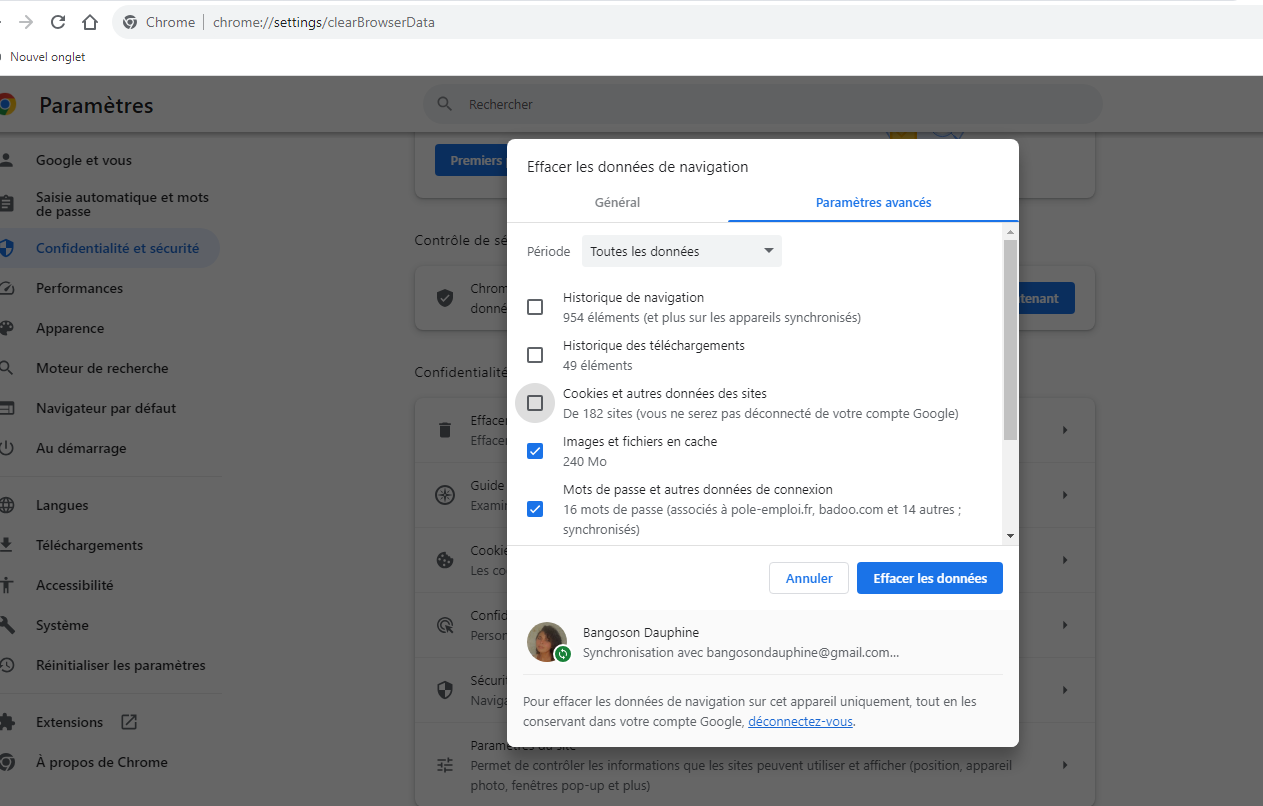 Chrome | chrome://settings/clearBrowserData
Nouvel onglet
Paramètres
Rechercher
Google et vous
Saisie automatique et mots
de passe
Confidentialité et sécurité
Performances
Apparence
Moteur de recherche
Navigateur par défaut
Au démarrage
Langues
Téléchargements
Accessibilité
Système
Réinitialiser les paramètres
Extensions
À propos de Chrome
Premiers
Contrôle de sé
Chrom
donné
tenant
Confidentialité
Effacer
Effacer
Guide
Examin
Cookie
Les co
Confid
Person
Sécuri
Naviga
Paramètres du site
Permet de contrôler les informations que les sites peuvent utiliser et afficher (position, appareil
photo, fenêtres pop-up et plus)
Effacer les données de navigation
Général
Paramètres avancés
Période
Toutes les données
Historique de navigation
954 éléments (et plus sur les appareils synchronisés)
Historique des téléchargements
49 éléments
Cookies et autres données des sites
De 182 sites (vous ne serez pas déconnecté de votre compte Google)
Images et fichiers en cache
240 Mo
Mots de passe et autres données de connexion
16 mots de passe (associés à pole-emploi.fr, badoo.com et 14 autres ;
synchronisés)
Annuler
Effacer les données
Bangoson Dauphine
Synchronisation avec bangosondauphine@gmail.com...
Pour effacer les données de navigation sur cet appareil uniquement, tout en les
conservant dans votre compte Google, déconnectez-vous.